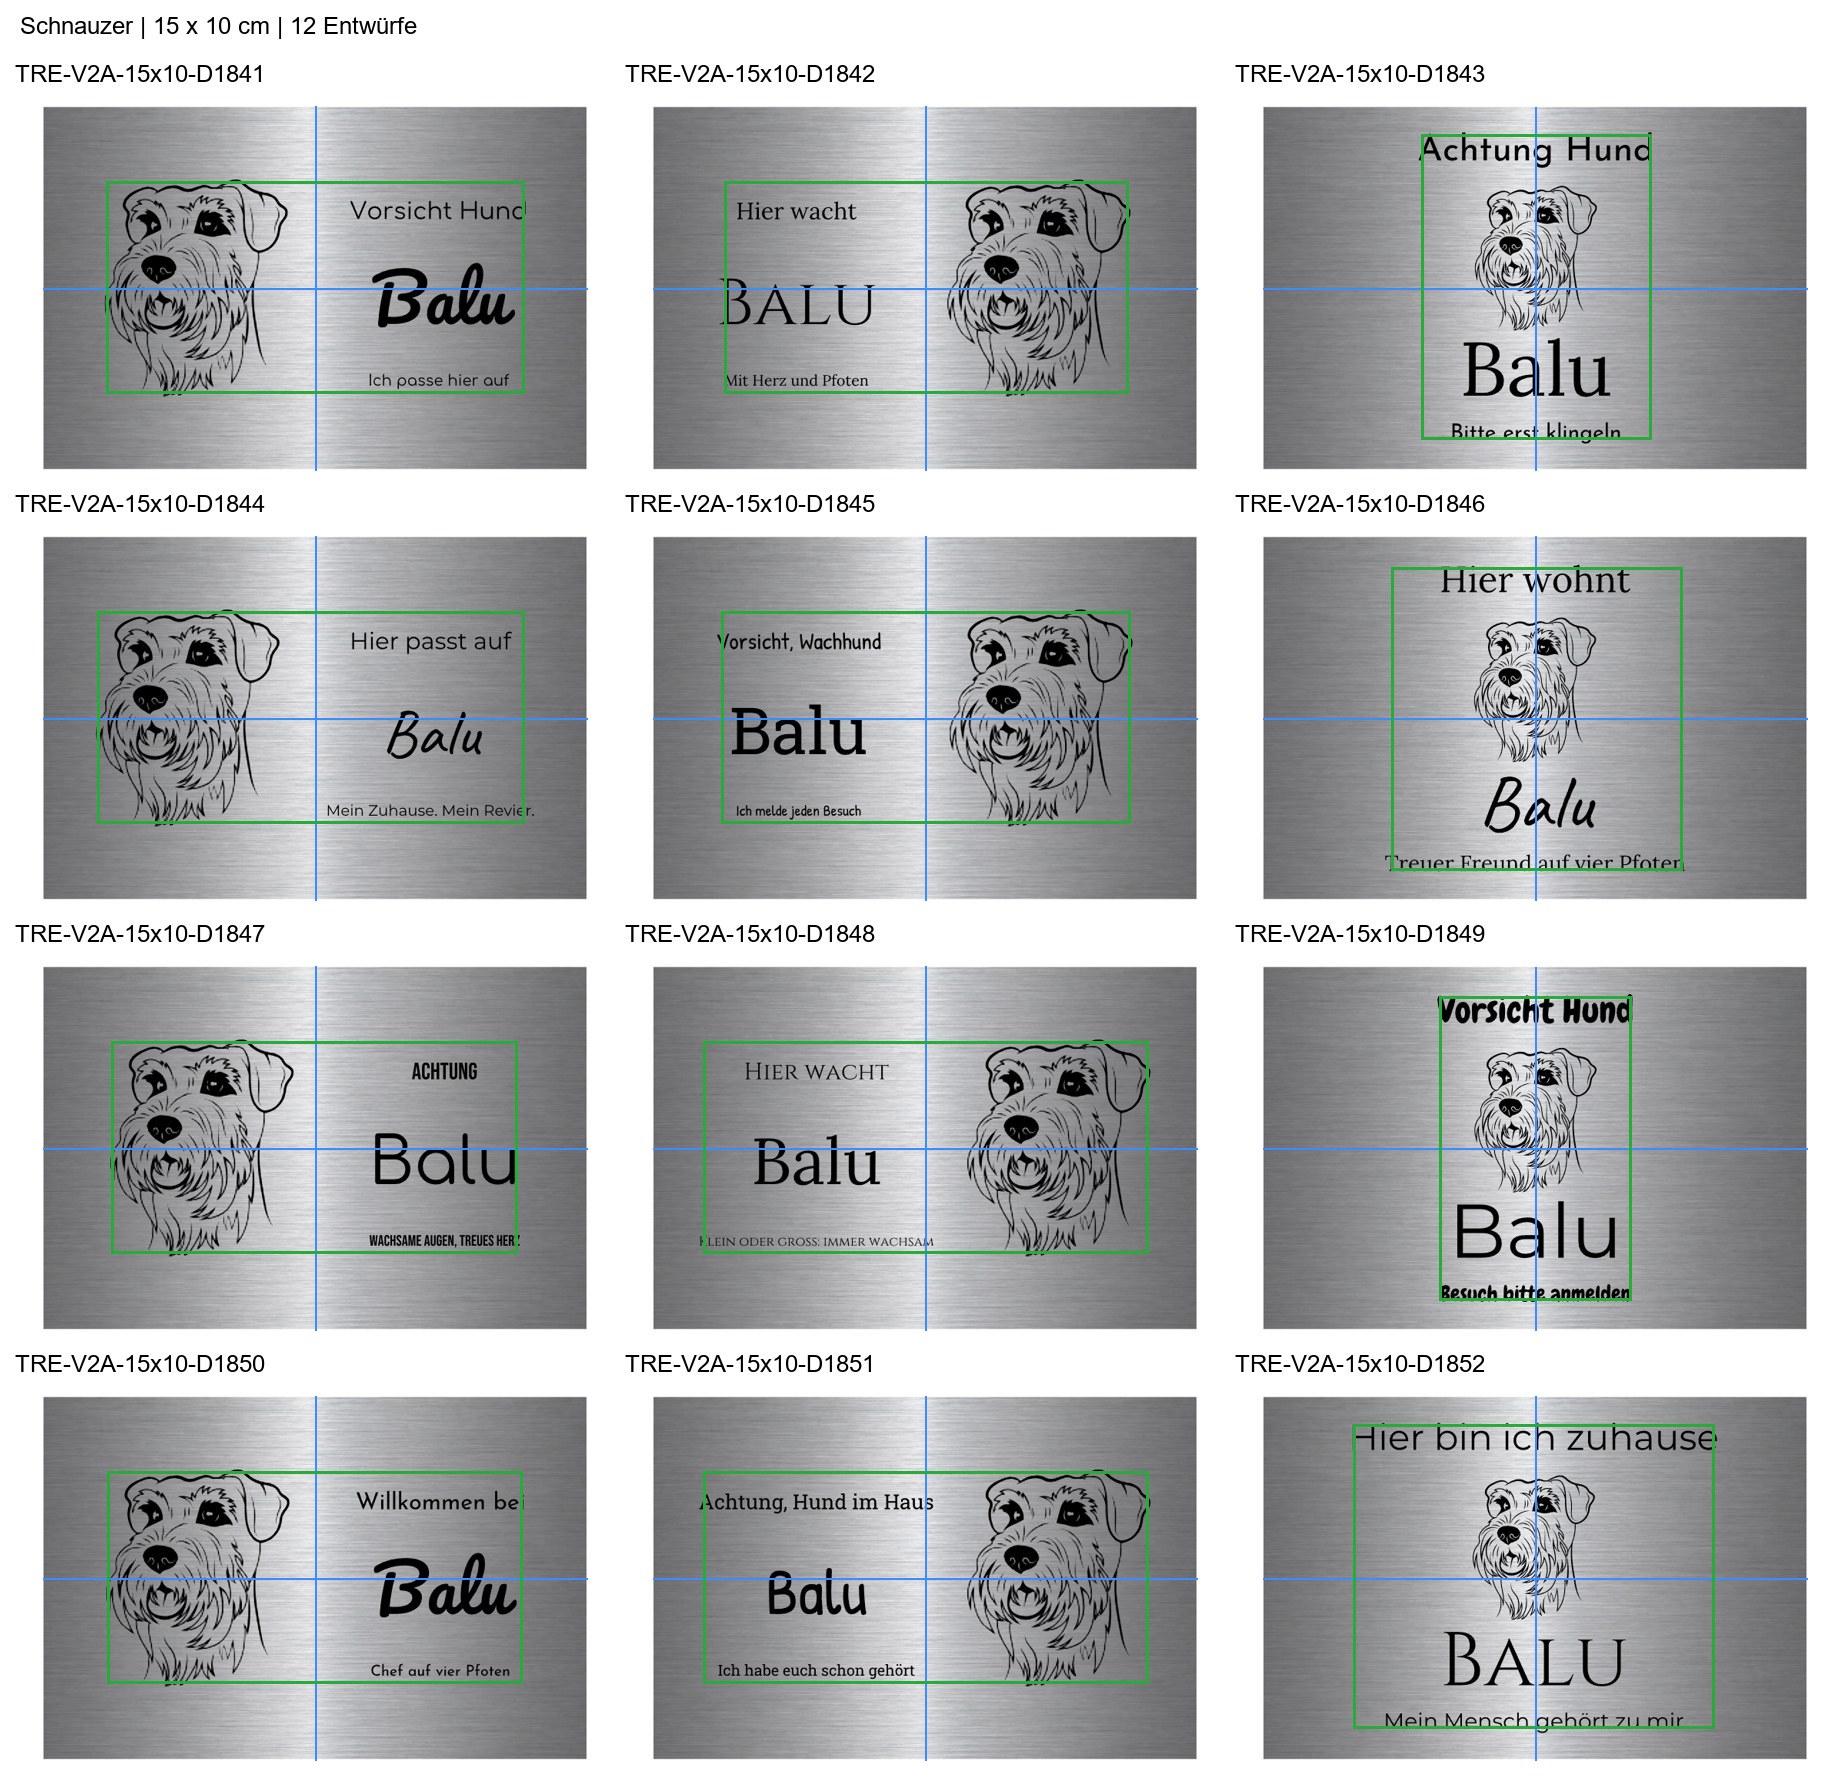 Schnauzer | 15 x 10 cm | 12 Entwürfe
TRE-V2A-15x10-D1841
Vorsicht Hund
Balu
Ich passe hier auf
TRE-V2A-15x10-D1842
Hier wacht
BALU
Mit Herz und Pfoten
TRE-V2A-15x10-D1843
Achtung Hund
Balu
Bitte erst klingeln
TRE-V2A-15x10-D1844
Hier passt auf
Balu
Mein Zuhause. Mein Revier.
TRE-V2A-15x10-D1845
Vorsicht, Wachhund
Balu
Ich melde jeden Besuch
TRE-V2A-15x10-D1846
Hier wohnt
Balu
Treuer Freund auf vier Pfoten
TRE-V2A-15x10-D1847
ACHTUNG
Balu
WACHSAME AUGEN, TREUES HERZ
TRE-V2A-15x10-D1848
HIER WACHT
Balu
KLEIN ODER GROSS: IMMER WACHSAM
TRE-V2A-15x10-D1849
Vorsicht Hund
Balu
Besuch bitte anmelden
TRE-V2A-15x10-D1850
Willkommen bei
Balu
Chef auf vier Pfoten
TRE-V2A-15x10-D1851
Achtung, Hund im Haus
Balu
Ich habe euch schon gehört
TRE-V2A-15x10-D1852
Hier bin ich zuhause
BALU
Mein Mensch gehört zu mir